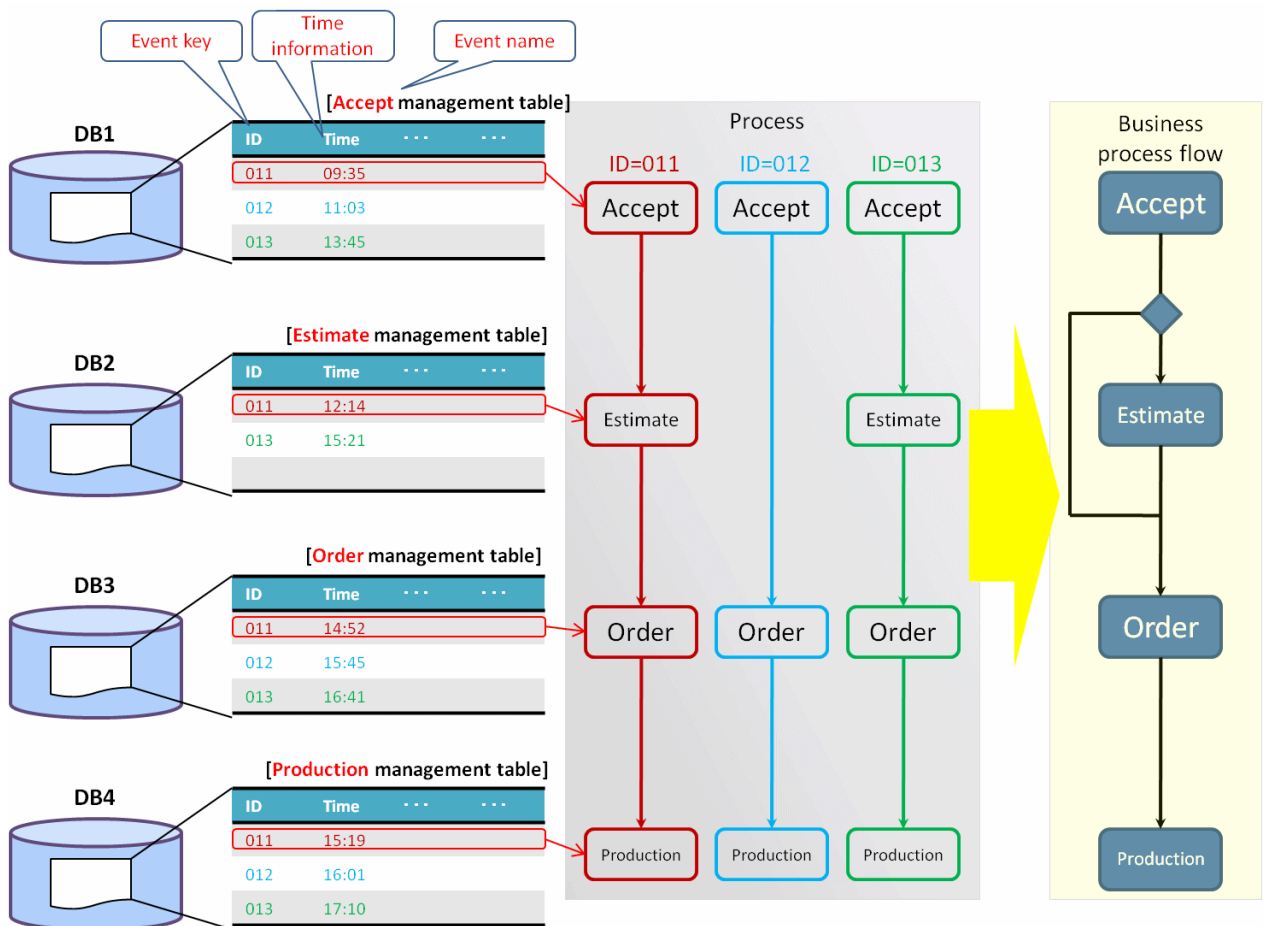 Event key
Time
information
Event name
[Accept management table]
DB1
ID Time ... ...
011 09:35
012 11:03
013 13:45
[Estimate management table]
DB2
ID Time ... ...
011 12:14
013 15:21
[Order management table]
DB3
ID Time ... ...
011 14:52
012 15:45
013 16:41
[Production management table]
DB4
ID Time ... ...
011 15:19
012 16:01
013 17:10
Process
ID=011 ID=012 ID=013
Accept Accept Accept
Estimate Estimate
Order Order Order
Production Production Production
Business
process flow
Accept
Estimate
Order
Production